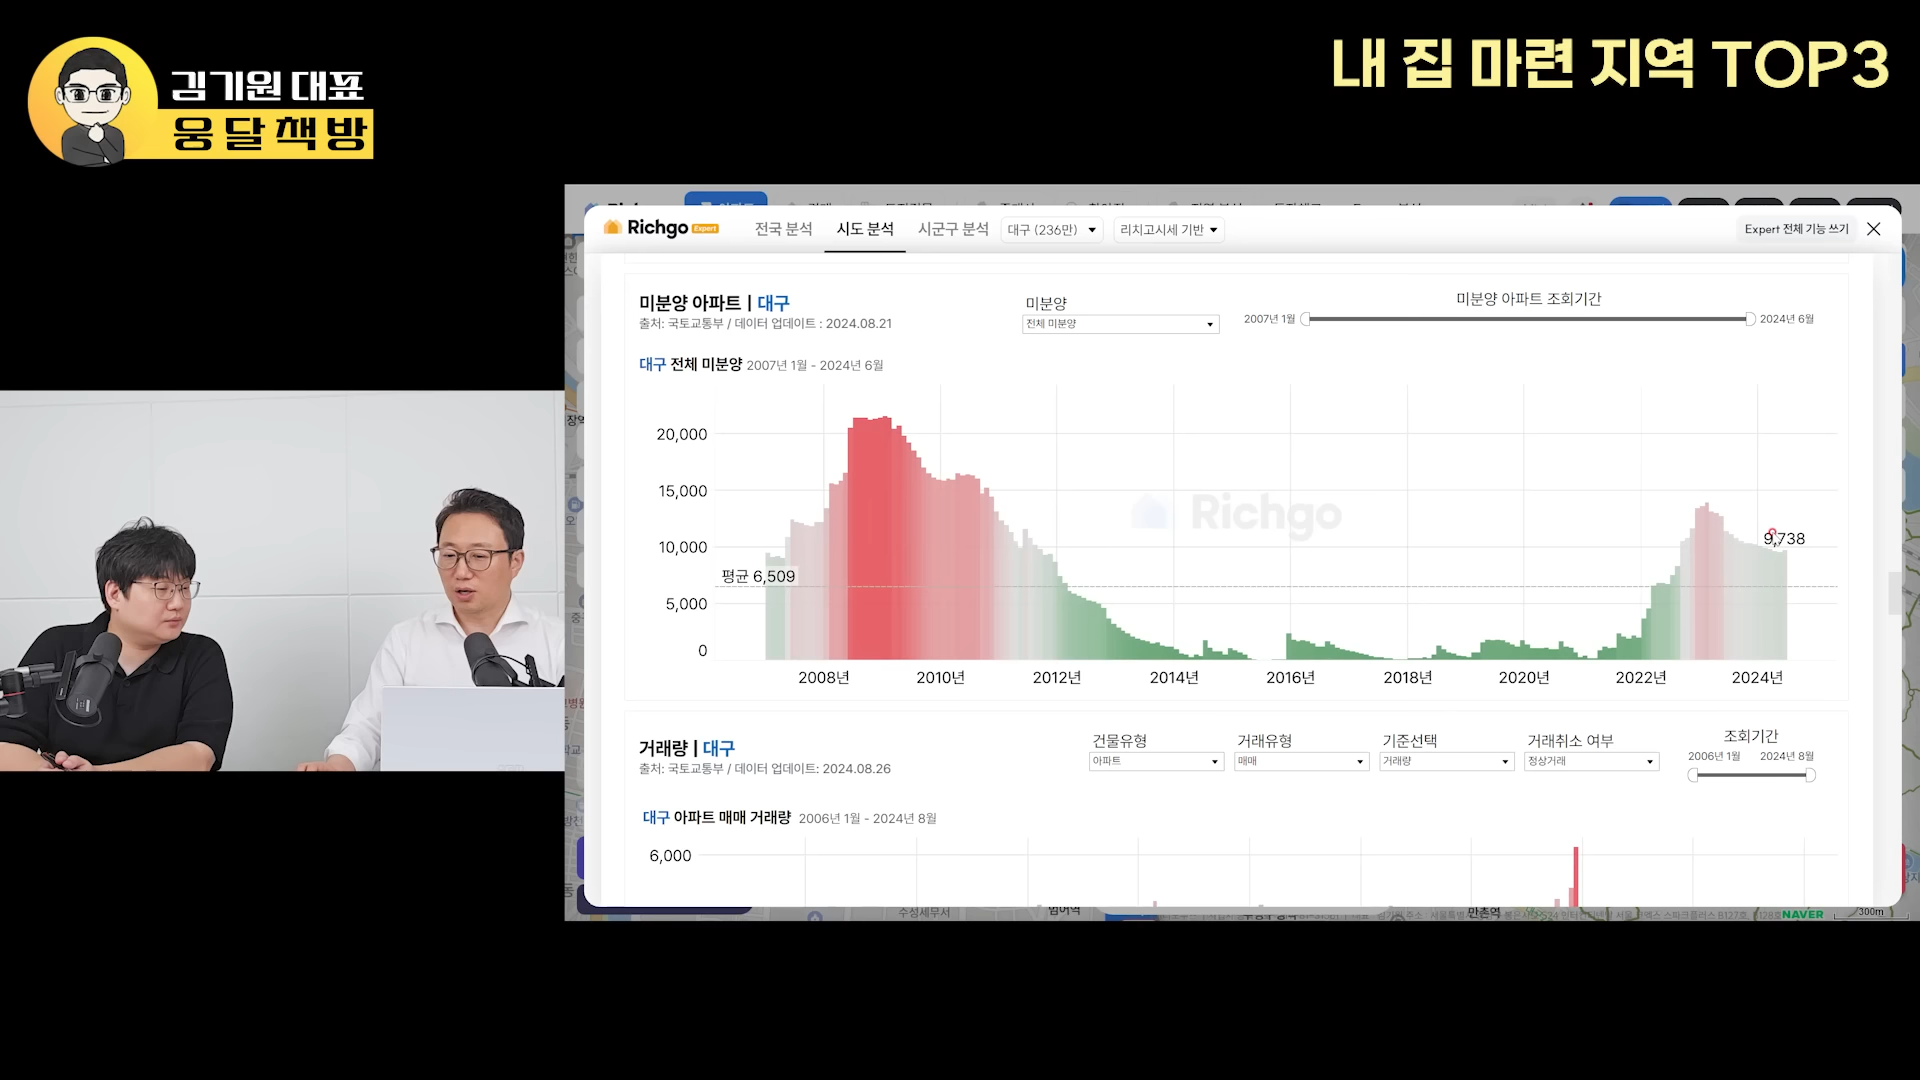 김기원 대표
웅달책방
내 집 마련 지역 TOP3
Richgo Expert
전국 분석
시도 분석
시군구 분석
대구 (236만)
리치고시세 기반
Expert 전체 기능 쓰기
미분양 아파트 | 대구
출처: 국토교통부 / 데이터 업데이트 : 2024.08.21
미분양
전체 미분양
미분양 아파트 조회기간
2007년 1월
2024년 6월
대구 전체 미분양 2007년 1월 - 2024년 6월
20,000
15,000
10,000
5,000
0
평균 6,509
9,738
Richgo
2008년
2010년
2012년
2014년
2016년
2018년
2020년
2022년
2024년
거래량 | 대구
출처: 국토교통부 / 데이터 업데이트: 2024.08.26
건물유형
아파트
거래유형
매매
기준선택
거래량
거래취소 여부
정상거래
조회기간
2006년 1월
2024년 8월
대구 아파트 매매 거래량 2006년 1월 - 2024년 8월
6,000
수성세무서
범어역
만촌역
NAVER
300m